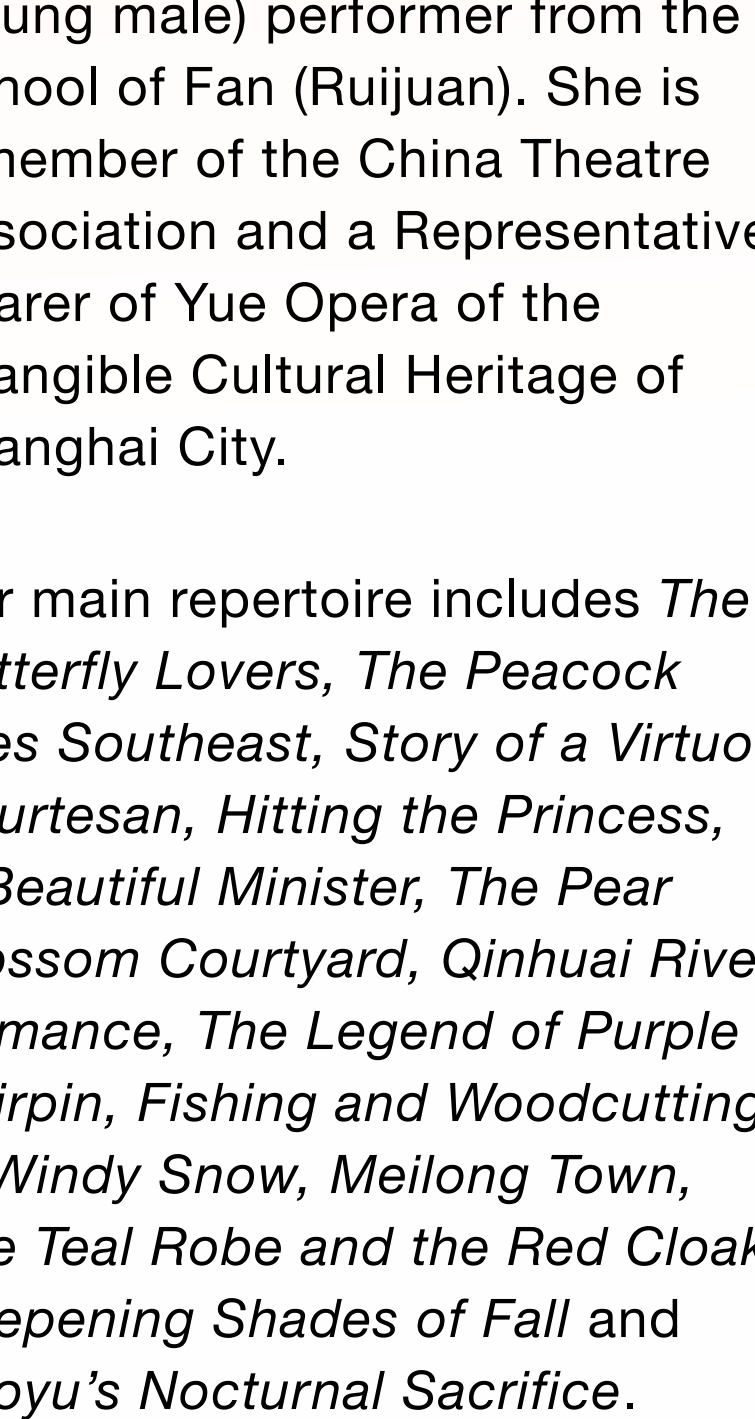 ung male) performer from the
hool of Fan (Ruijuan). She is
member of the China Theatre
sociation and a Representative
arer of Yue Opera of the
angible Cultural Heritage of
anghai City.
r main repertoire includes The
tterfly Lovers, The Peacock
es Southeast, Story of a Virtuo
urtesan, Hitting the Princess,
Beautiful Minister, The Pear
ossom Courtyard, Qinhuai Rive
mance, The Legend of Purple
irpin, Fishing and Woodcutting
Windy Snow, Meilong Town,
e Teal Robe and the Red Cloak
epening Shades of Fall and
oyu’s Nocturnal Sacrifice.